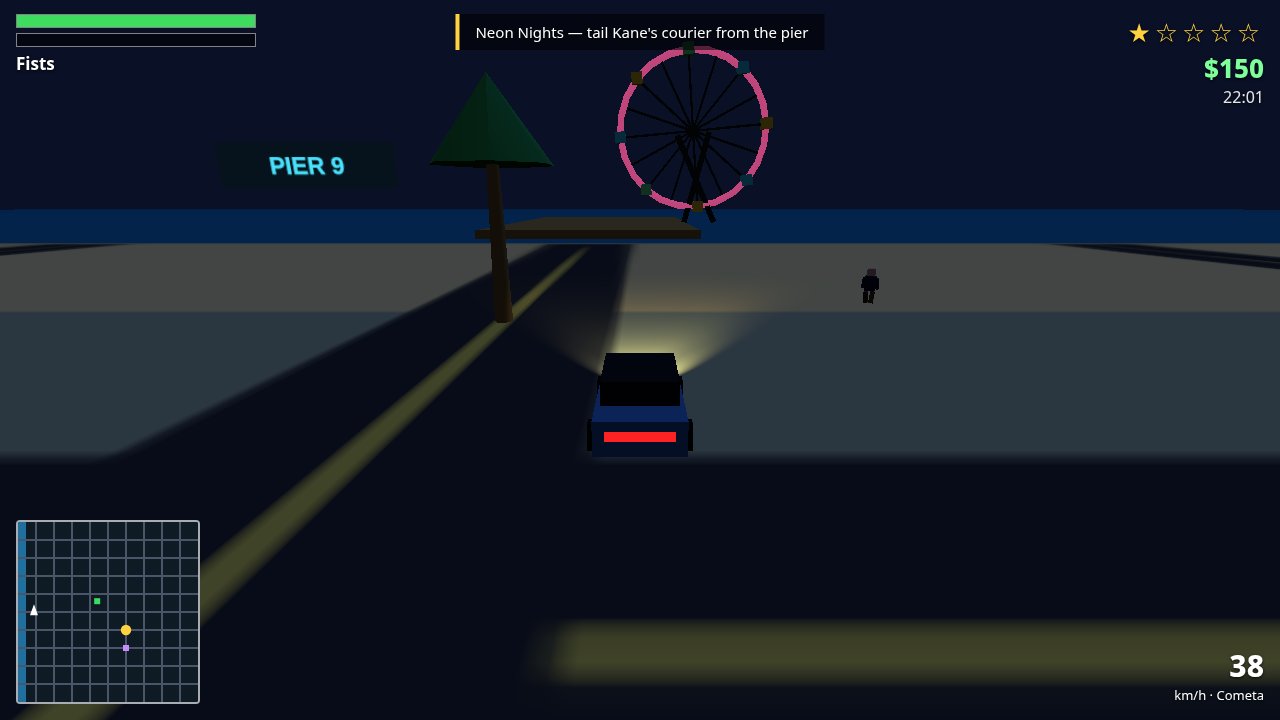 Neon Nights — tail Kane's courier from the pier
Fists
$150
22:01
PIER 9
38
km/h · Cometa